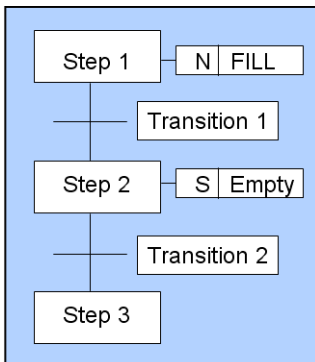 Step 1 N FILL
Transition 1
Step 2 S Empty
Transition 2
Step 3